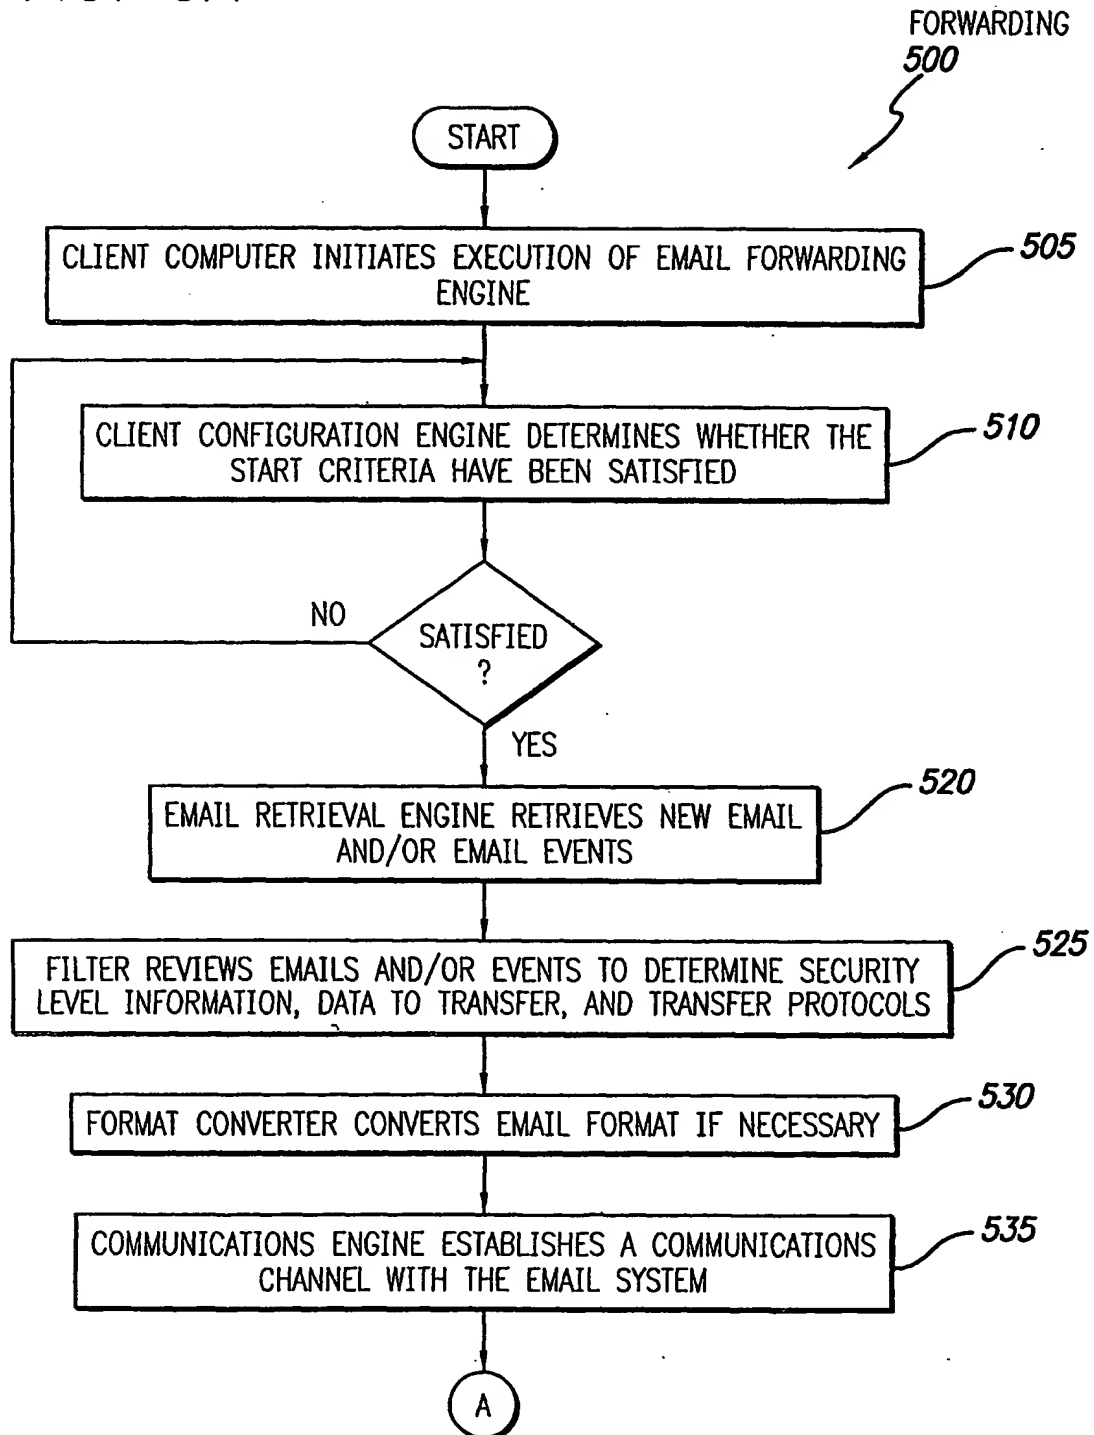 FORWARDING
500
START
CLIENT COMPUTER INITIATES EXECUTION OF EMAIL FORWARDING
ENGINE
505
CLIENT CONFIGURATION ENGINE DETERMINES WHETHER THE
START CRITERIA HAVE BEEN SATISFIED
510
NO
SATISFIED
?
YES
EMAIL RETRIEVAL ENGINE RETRIEVES NEW EMAIL
AND/OR EMAIL EVENTS
520
FILTER REVIEWS EMAILS AND/OR EVENTS TO DETERMINE SECURITY
LEVEL INFORMATION, DATA TO TRANSFER, AND TRANSFER PROTOCOLS
525
FORMAT CONVERTER CONVERTS EMAIL FORMAT IF NECESSARY
530
COMMUNICATIONS ENGINE ESTABLISHES A COMMUNICATIONS
CHANNEL WITH THE EMAIL SYSTEM
535
A